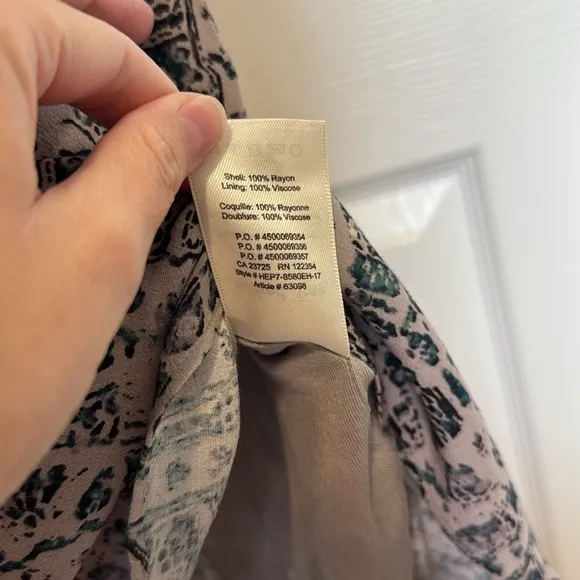 Shell: 100% Rayon
Lining: 100% Viscose
Coquille: 100% Rayonne
Doubfure: 100% Viscose
P.O. # 4500069354
P.O. # 4500069356
P.O. # 4500069357
CA 23725 RN 122354
Style # HEP7-8580EH-17
Article # 63098